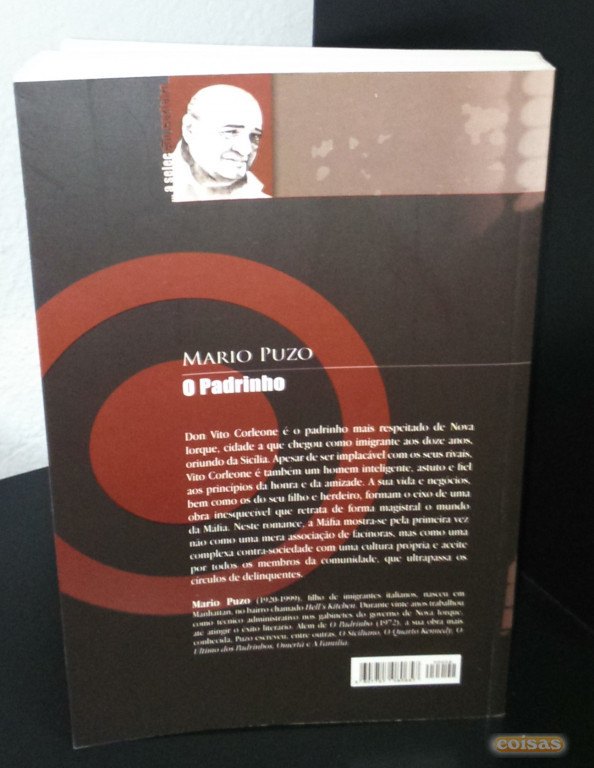 a selec
MARIO PUZO
O Padrinho
Don Vito Corleone é o padrinho mais respeitado de Nova
Iorque, cidade a que chegou como imigrante aos doze anos,
oriundo da Sicília. Apesar de ser implacável com os seus rivais,
Vito Corleone é também um homem inteligente, astuto e fiel
aos princípios da honra e da amizade. A sua vida e negócios,
bem como os do seu filho e herdeiro, formam o eixo de uma
obra inesquecível que retrata de forma magistral o mundo
da Máfia. Neste romance, a Máfia mostra-se pela primeira vez
não como uma mera associação de facínoras, mas como uma
complexa contra-sociedade com uma cultura própria e aceite
por todos os membros da comunidade, que ultrapassa os
círculos de delinquentes.
Mario Puzo (1920-1999), filho de imigrantes italianos, nasceu em
Manhattan, no bairro chamado Hell's Kitchen. Durante vinte anos trabalhou
como técnico administrativo nos gabinetes do governo de Nova Iorque,
até atingir o êxito literário. Além de O Padrinho (1972), a sua obra mais
conhecida, Puzo escreveu, entre outras, O Siciliano, O Quarto Kennedy, O
Último dos Padrinhos, Omertà e A Família.
coisas